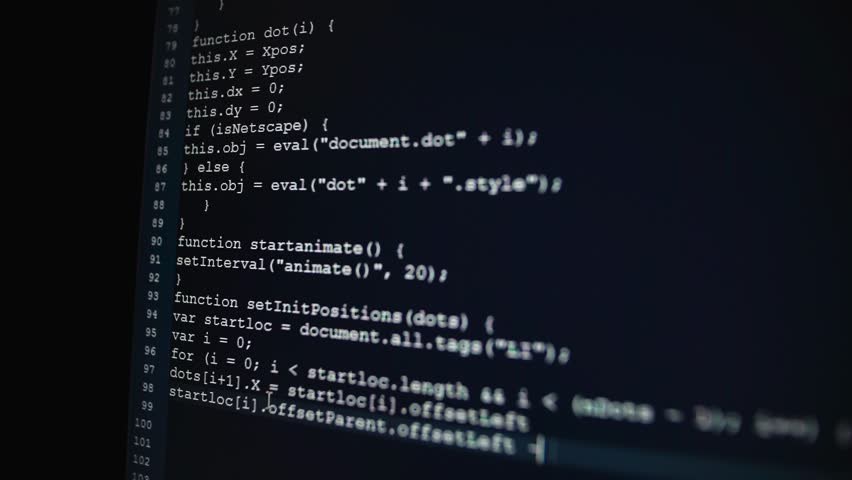 77 }
78 }
79 function dot(i) {
80 this.X = Xpos;
81 this.Y = Ypos;
82 this.dx = 0;
83 this.dy = 0;
84 if (isNetscape) {
85 this.obj = eval("document.dot" + i);
86 } else {
87 this.obj = eval("dot" + i + ".style");
88 }
89 }
90 function startanimate() {
91 setInterval("animate()", 20);
92 }
93 function setInitPositions(dots) {
94 var startloc = document.all.tags("LI");
95 var i = 0;
96 for (i = 0; i < startloc.length && i < (nDots -
97 dots[i+1].X = startloc[i].offsetLeft
98 startloc[i].offsetParent.offsetLeft -
99
100
101
102
103